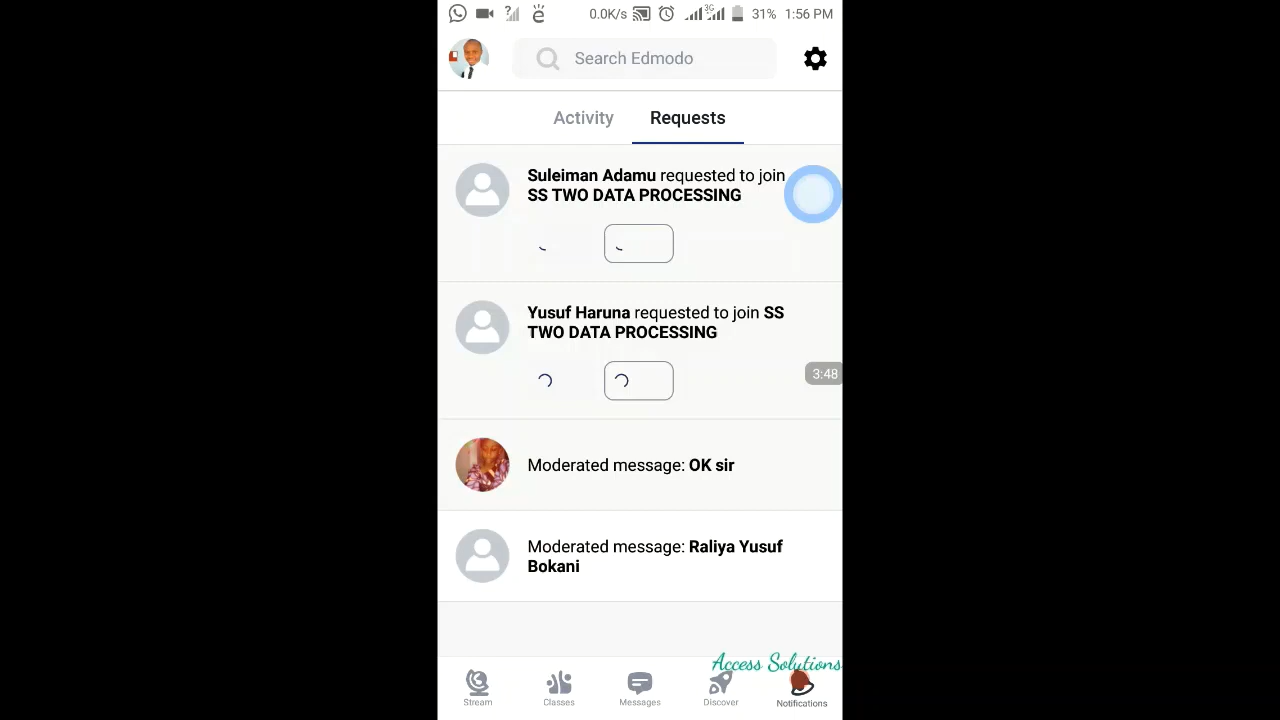 0.0K/s 3G 31% 1:56 PM
Search Edmodo
Activity Requests
Suleiman Adamu requested to join
SS TWO DATA PROCESSING
Yusuf Haruna requested to join SS
TWO DATA PROCESSING
3:48
Moderated message: OK sir
Moderated message: Raliya Yusuf
Bokani
Access Solutions
Stream Classes Messages Discover Notifications